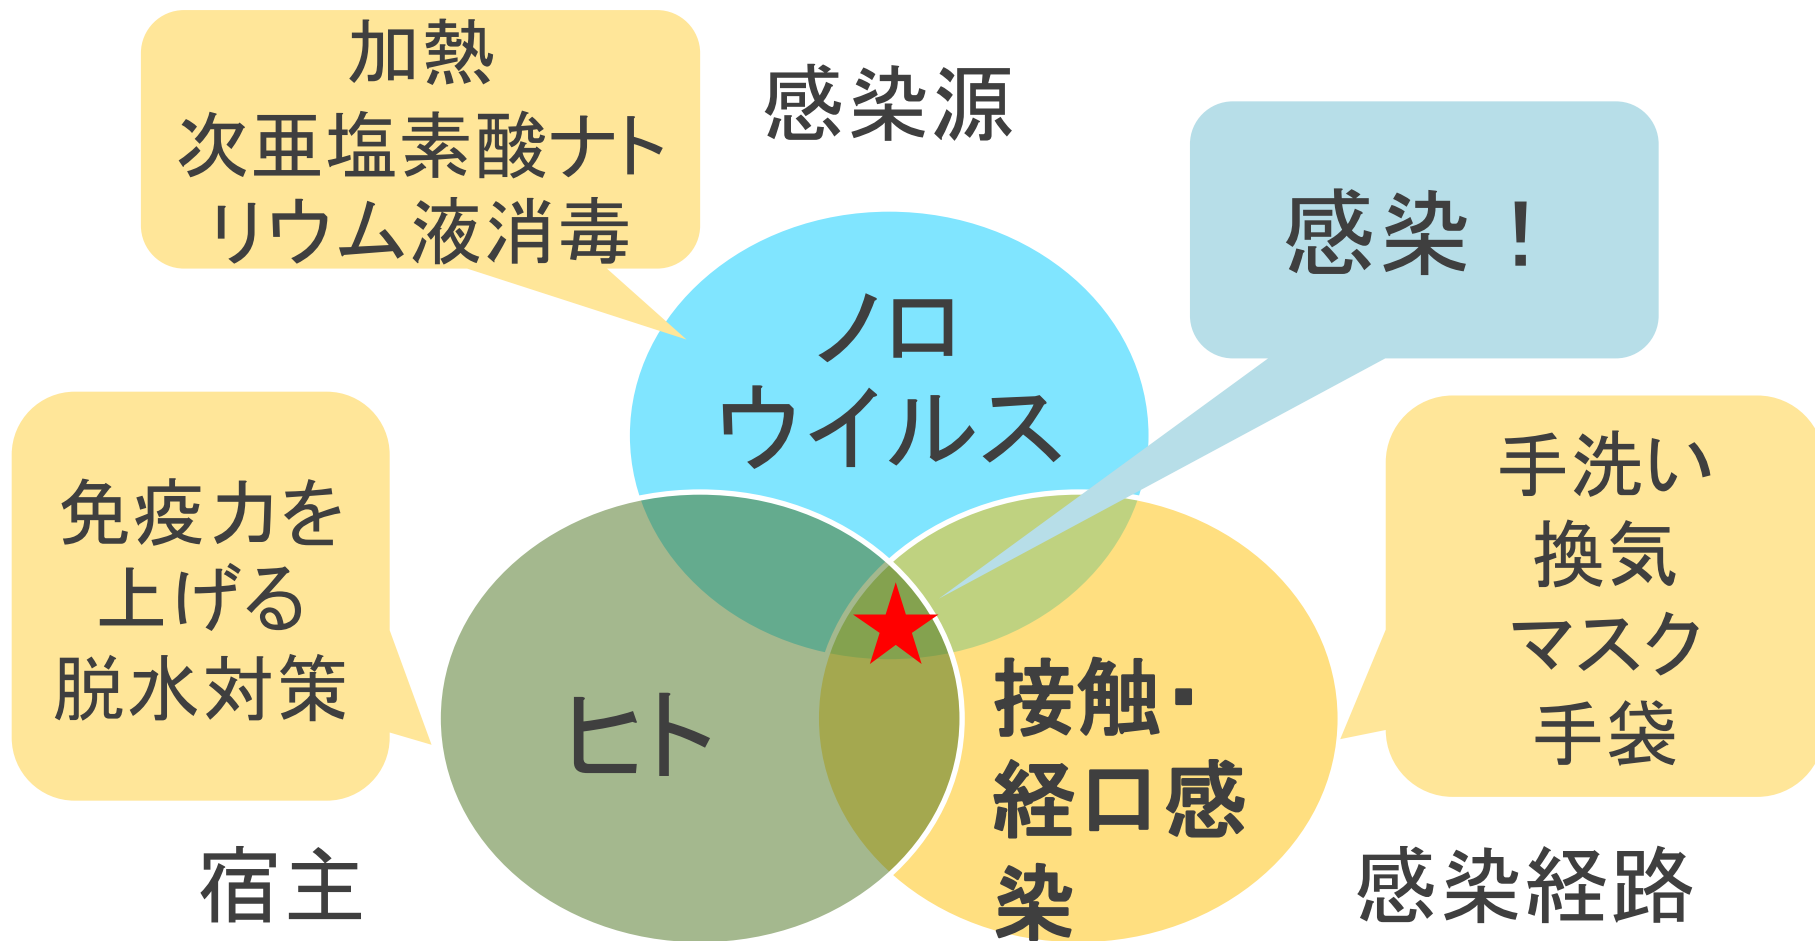 加熱
次亜塩素酸ナト
リウム液消毒
感染源
感染！
ノロ
ウイルス
免疫力を
上げる
脱水対策
手洗い
換気
マスク
手袋
ヒト
接触・
経口感
染
宿主
感染経路